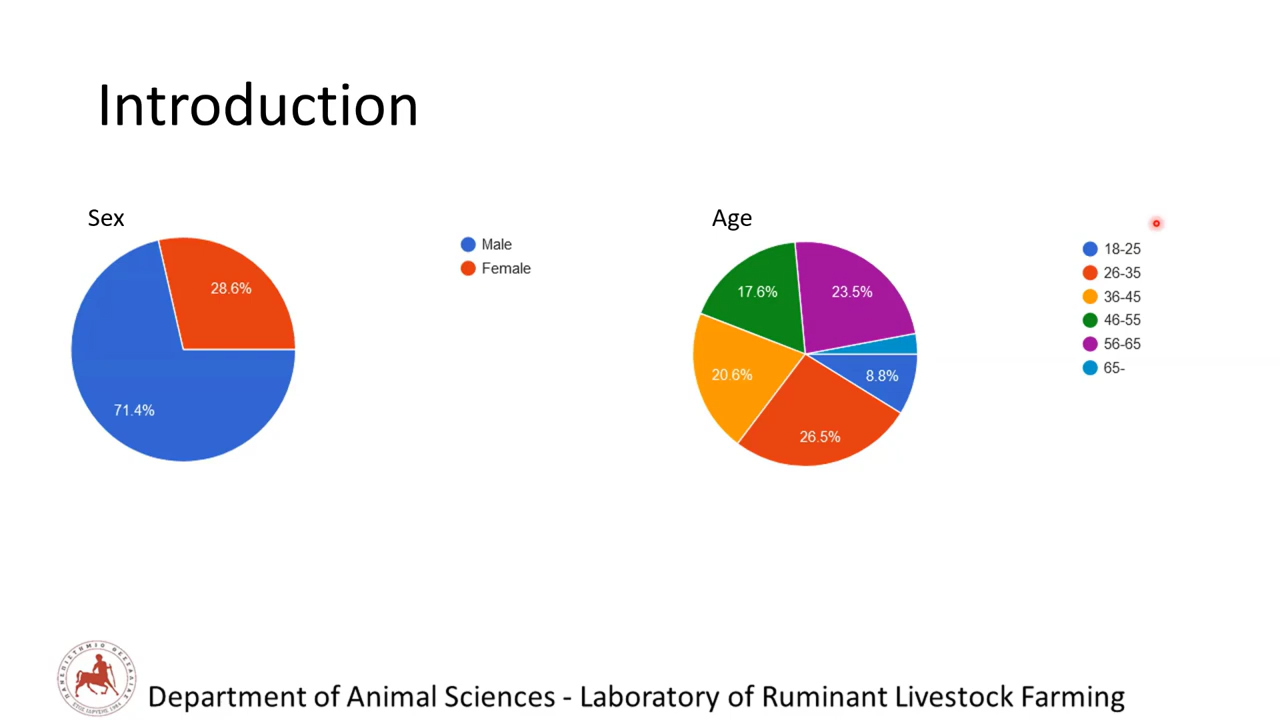 Introduction
Sex
Male
Female
28.6%
71.4%
Age
18-25
26-35
36-45
46-55
56-65
65-
17.6%
23.5%
20.6%
8.8%
26.5%
ΠΑΝΕΠΙΣΤΗΜΙΟ ΘΕΣΣΑΛΙΑΣ
Department of Animal Sciences - Laboratory of Ruminant Livestock Farming